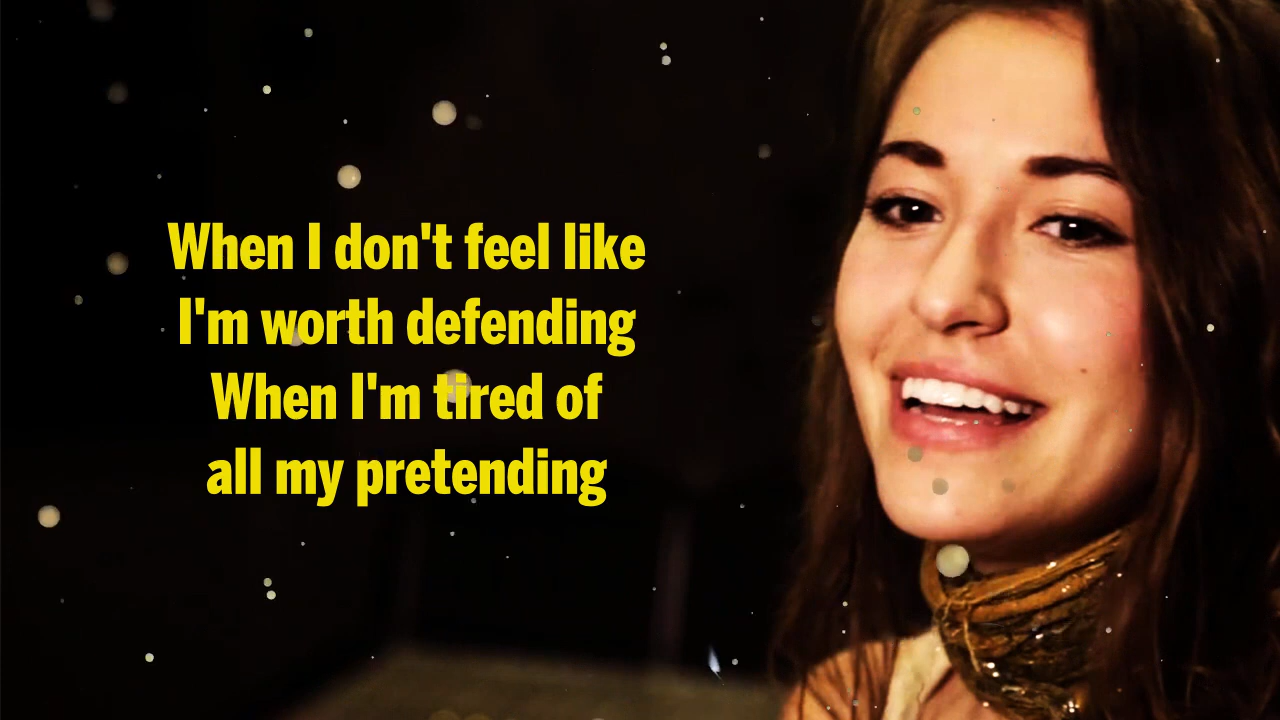 When I don't feel like
I'm worth defending
When I'm tired of
all my pretending